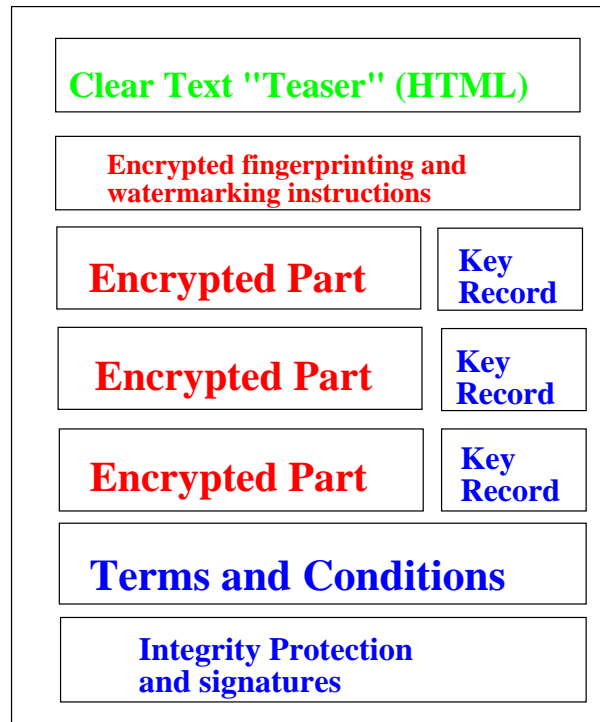 Clear Text "Teaser" (HTML)
Encrypted fingerprinting and
watermarking instructions
Encrypted Part
Key
Record
Encrypted Part
Key
Record
Encrypted Part
Key
Record
Terms and Conditions
Integrity Protection
and signatures